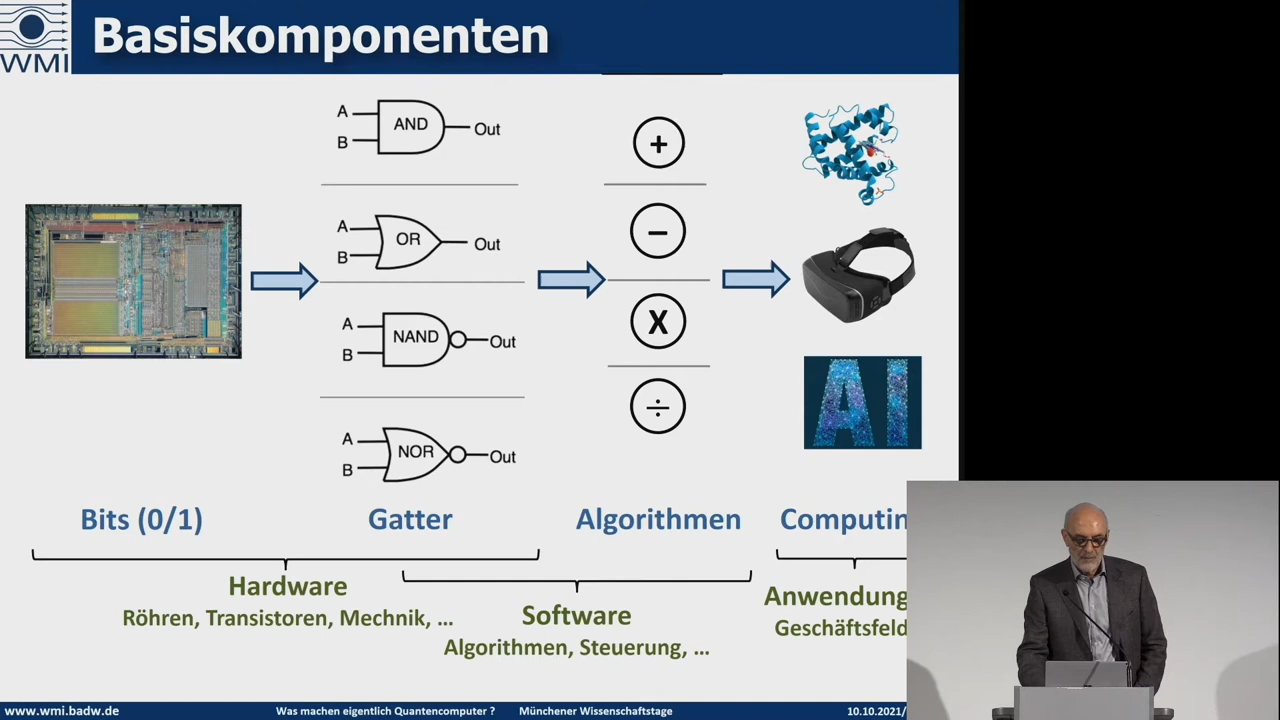 WMI
Basiskomponenten
A
B
AND
Out
A
B
OR
Out
A
B
NAND
Out
A
B
NOR
Out
+
−
X
÷
AI
Bits (0/1)
Gatter
Algorithmen
Computin
Hardware
Röhren, Transistoren, Mechnik, ...
Software
Algorithmen, Steuerung, ...
Anwendung
Geschäftsfeld
www.wmi.badw.de
Was machen eigentlich Quantencomputer ?
Münchener Wissenschaftstage
10.10.2021/